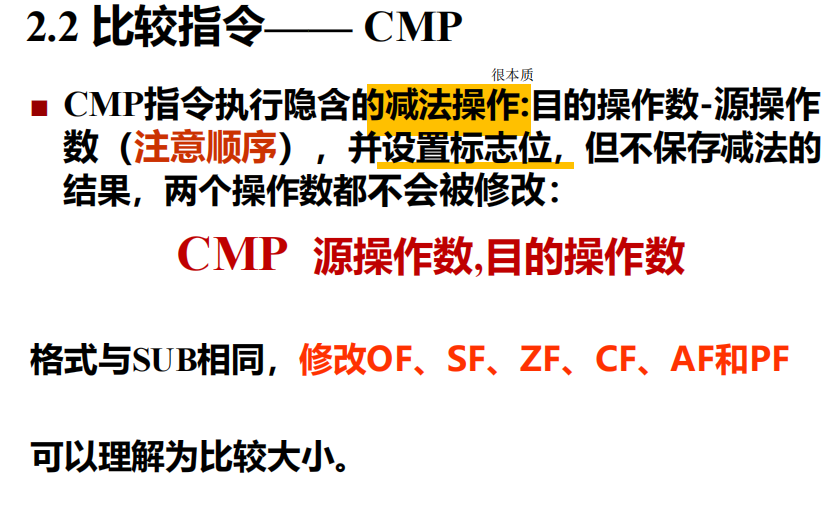 2.2 比较指令—— CMP
很本质
■ CMP指令执行隐含的减法操作:目的操作数-源操作
数（注意顺序），并设置标志位，但不保存减法的
结果，两个操作数都不会被修改：
CMP 源操作数,目的操作数
格式与SUB相同，修改OF、SF、ZF、CF、AF和PF
可以理解为比较大小。